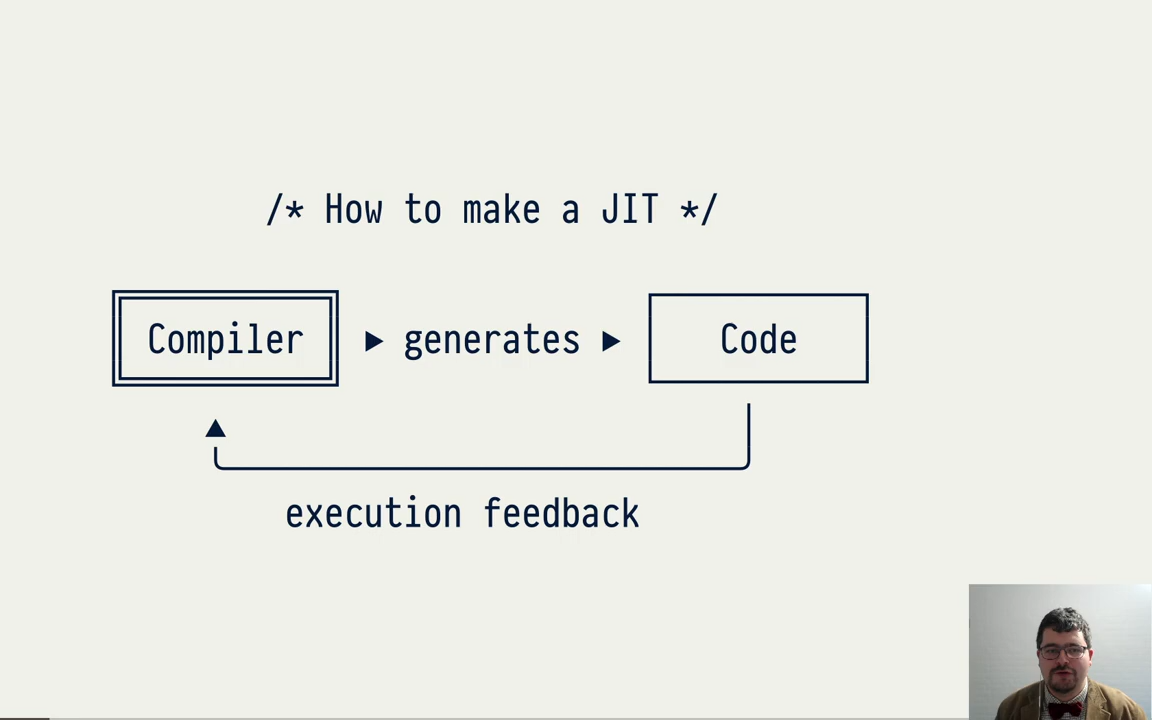 /* How to make a JIT */
Compiler ▶ generates ▶ Code
execution feedback